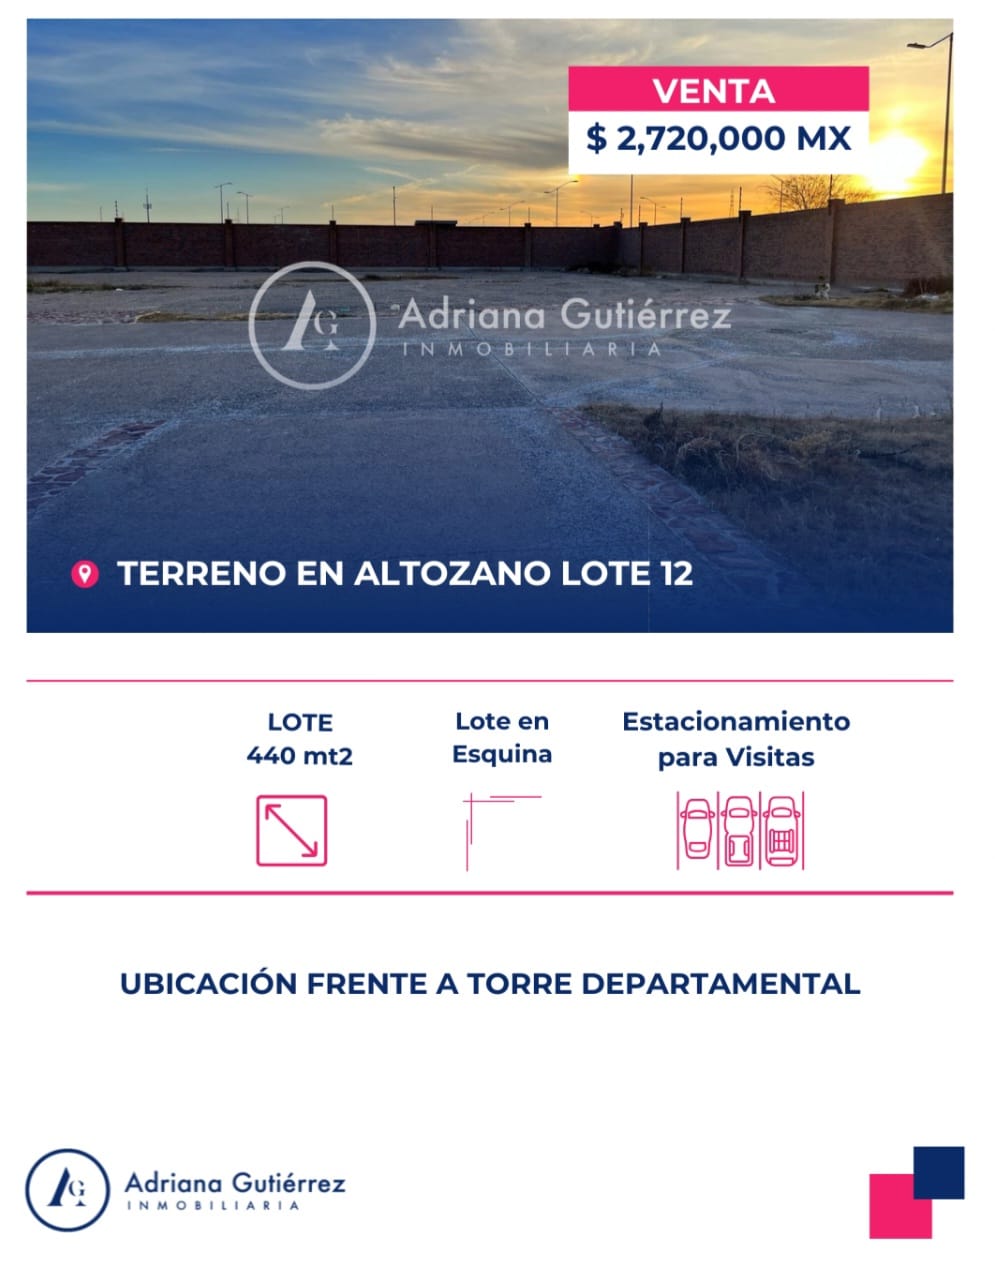 VENTA
$ 2,720,000 MX
AG
Adriana Gutiérrez
INMOBILIARIA
TERRENO EN ALTOZANO LOTE 12
LOTE
440 mt2
Lote en
Esquina
Estacionamiento
para Visitas
UBICACIÓN FRENTE A TORRE DEPARTAMENTAL
AG
Adriana Gutiérrez
INMOBILIARIA